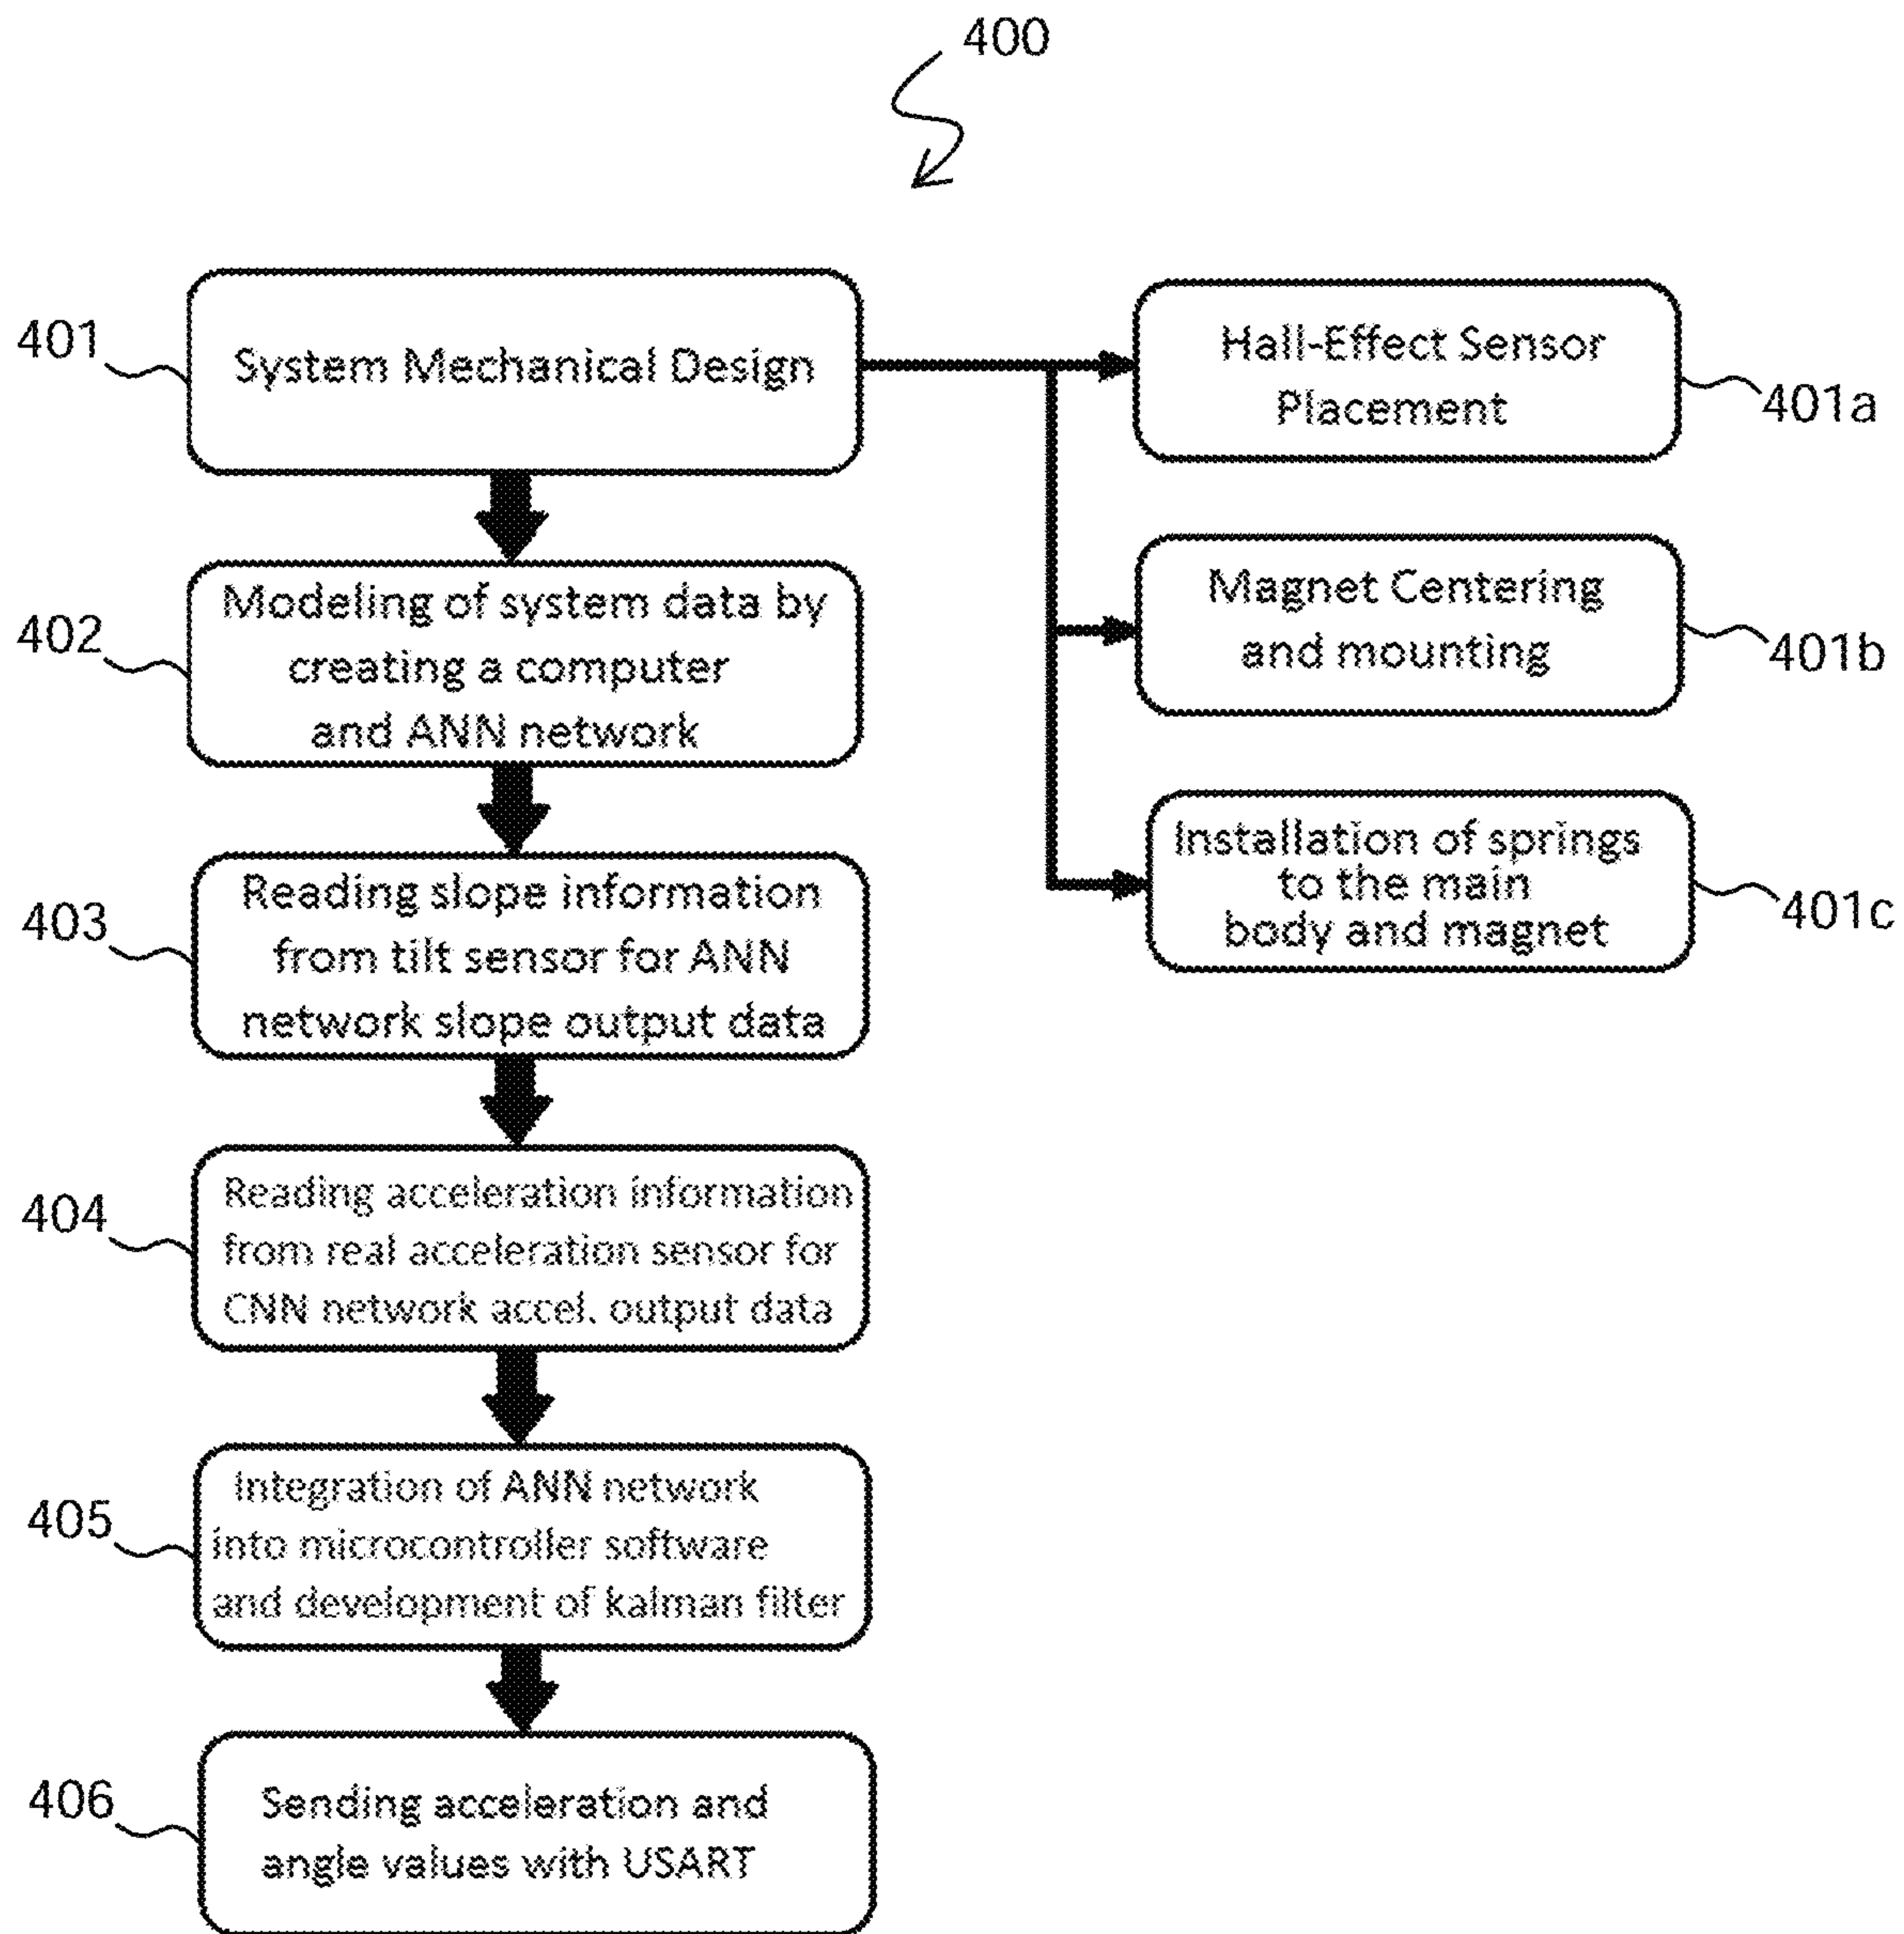 400
401
System Mechanical Design
Hall-Effect Sensor
Placement
401a
402
Modeling of system data by
creating a computer
and ANN network
Magnet Centering
and mounting
401b
403
Reading slope information
from tilt sensor for ANN
network slope output data
Installation of springs
to the main
body and magnet
401c
404
Reading acceleration information
from real acceleration sensor for
CNN network accel. output data
405
Integration of ANN network
into microcontroller software
and development of kalman filter
406
Sending acceleration and
angle values with USART